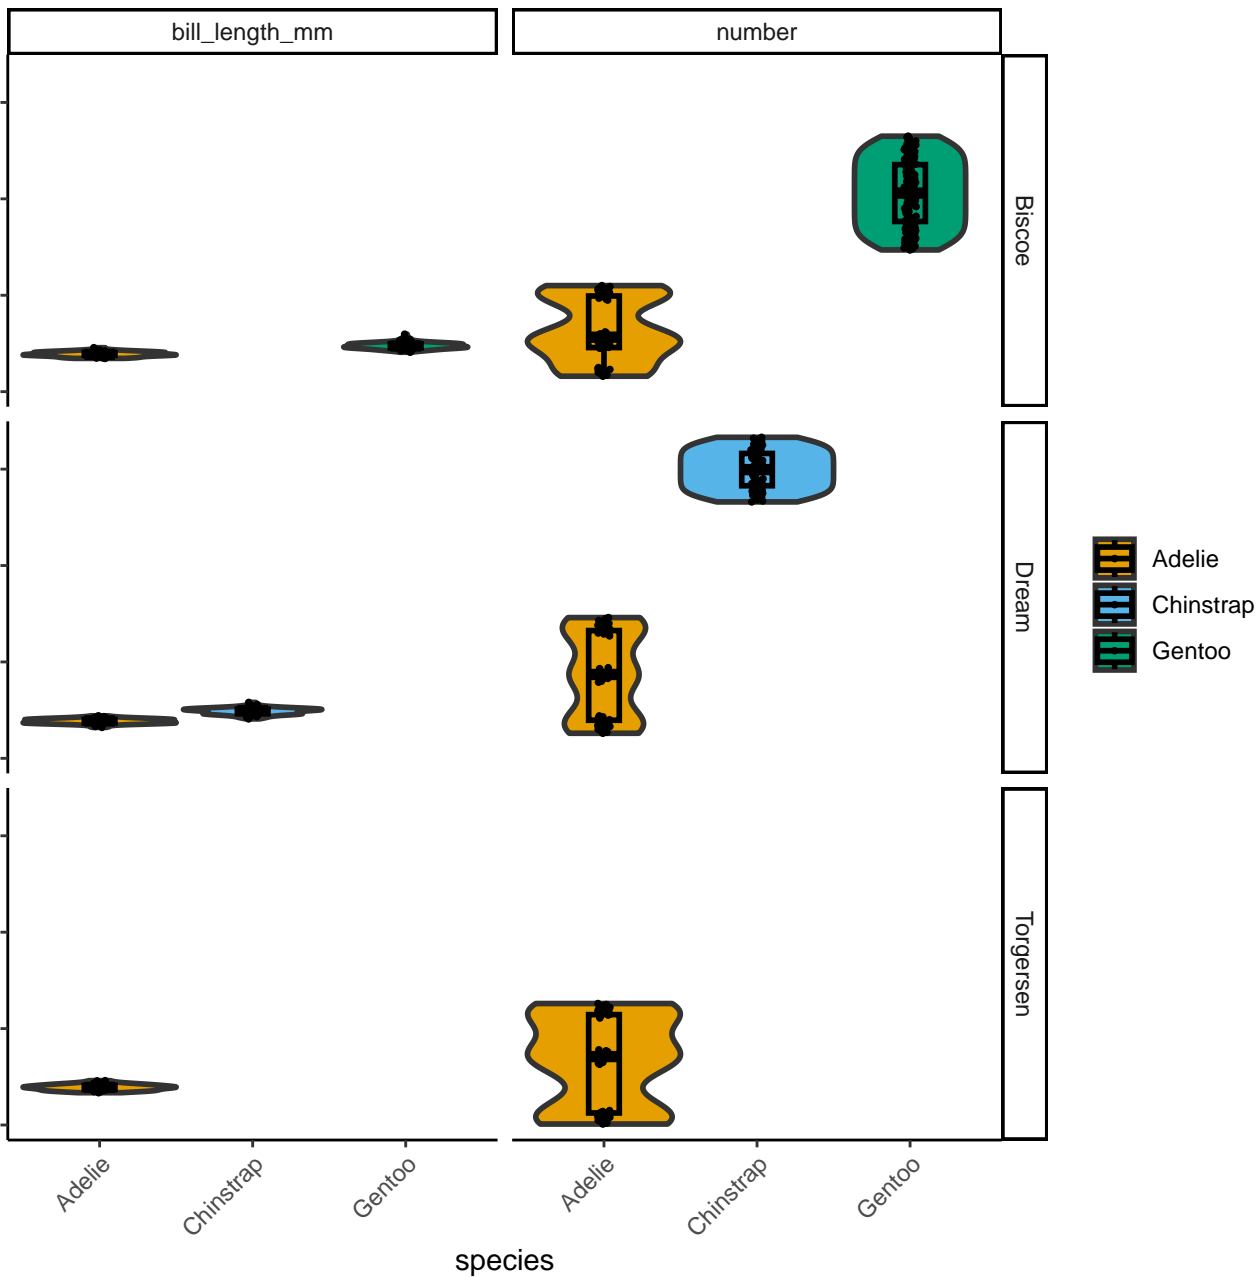 bill_length_mm
number
Biscoe
Dream
Torgersen
Adelie
Chinstrap
Gentoo
Adelie
Chinstrap
Gentoo
Adelie
Chinstrap
Gentoo
species